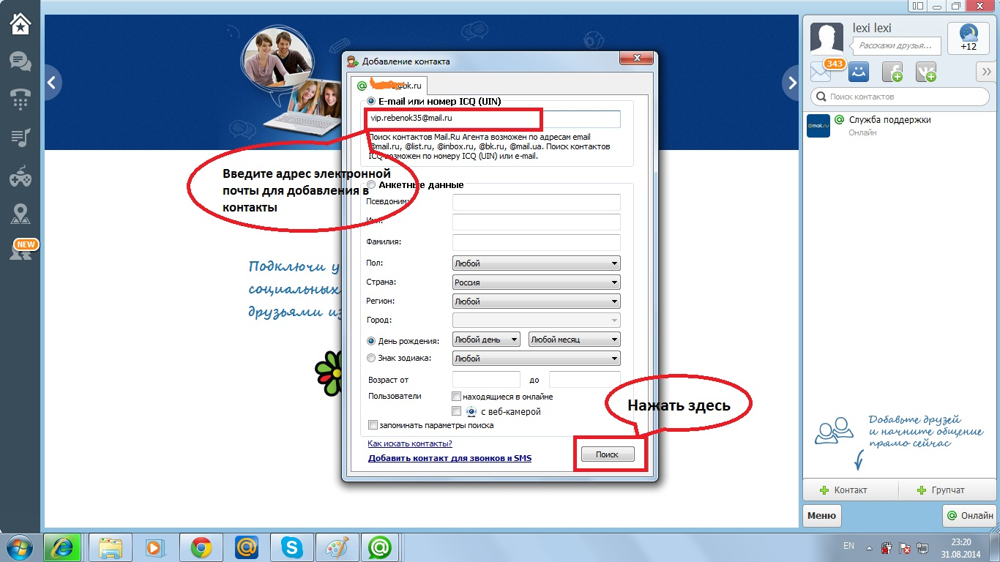 lexi lexi
Расскажи друзья...
+12
343
Поиск контактов
Служба поддержки
Онлайн
@mail.ru
NEW
Добавление контакта
@bk.ru
E-mail или номер ICQ (UIN)
vip.rebenok35@mail.ru
Поиск контактов Mail.Ru Агента возможен по адресам email
@mail.ru, @list.ru, @inbox.ru, @bk.ru, @mail.ua. Поиск контактов
ICQ возможен по номеру ICQ (UIN) или e-mail.
Введите адрес электронной
почты для добавления в
контакты
Анкетные данные
Псевдоним:
Имя:
Фамилия:
Пол:
Любой
Страна:
Россия
Регион:
Любой
Город:
День рождения:
Любой день
Любой месяц
Знак зодиака:
Любой
Возраст от
до
Пользователи
находящиеся в онлайне
с веб-камерой
запоминать параметры поиска
Как искать контакты?
Добавить контакт для звонков и SMS
Поиск
Нажать здесь
Подключи у
социальных
друзьями из
Добавьте друзей
и начните общение
прямо сейчас
Контакт
Групчат
Меню
Онлайн
EN
23:20
31.08.2014